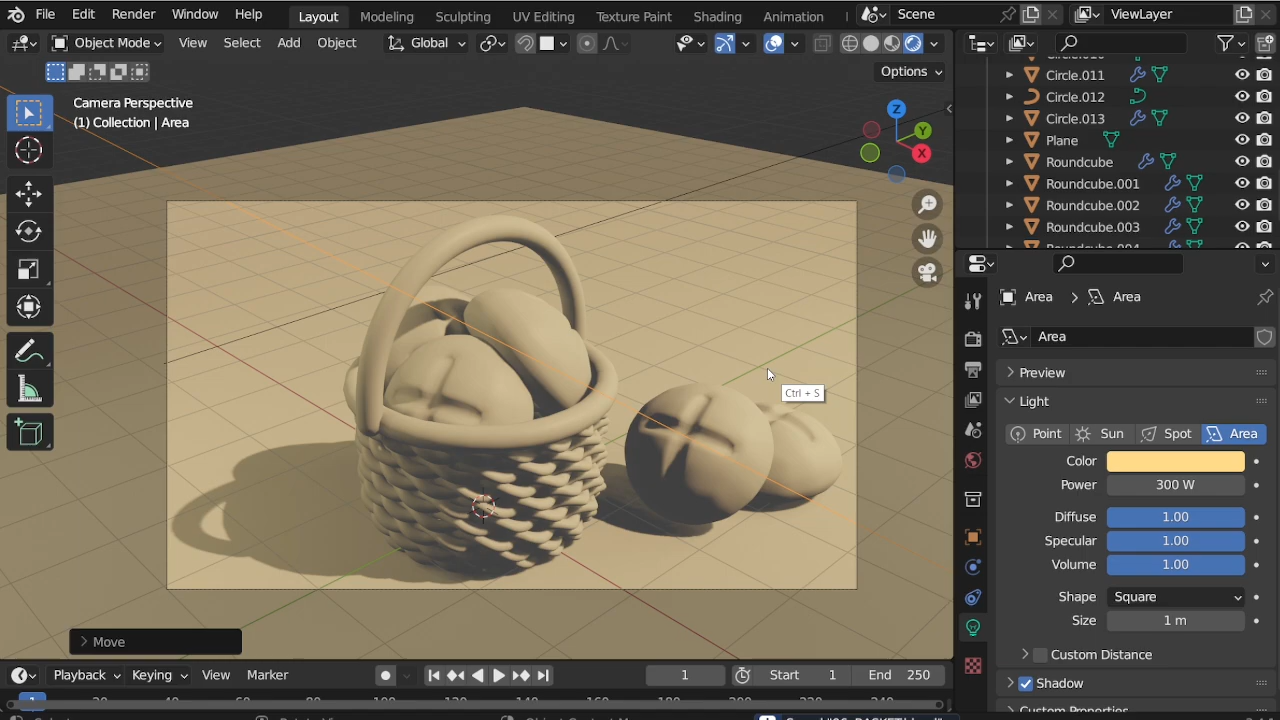 File Edit Render Window Help Layout Modeling Sculpting UV Editing Texture Paint Shading Animation Scene ViewLayer
Object Mode View Select Add Object Global
Options
Camera Perspective
(1) Collection | Area
Z
Y
X
Circle.011
Circle.012
Circle.013
Plane
Roundcube
Roundcube.001
Roundcube.002
Roundcube.003
Area Area
Area
Preview
Light
Point Sun Spot Area
Color
Power 300 W
Diffuse 1.00
Specular 1.00
Volume 1.00
Shape Square
Size 1 m
Custom Distance
Shadow
Ctrl + S
Move
Playback Keying View Marker 1 Start 1 End 250
1